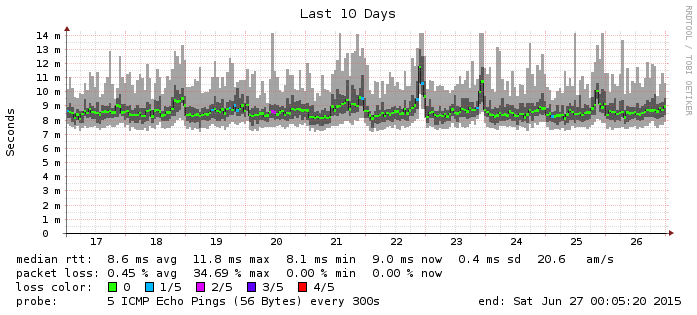 Last 10 Days
RRDTOOL / TOBI OETIKER
Seconds
14 m
13 m
12 m
11 m
10 m
9 m
8 m
7 m
6 m
5 m
4 m
3 m
2 m
1 m
0
17 18 19 20 21 22 23 24 25 26
median rtt: 8.6 ms avg 11.8 ms max 8.1 ms min 9.0 ms now 0.4 ms sd 20.6 am/s
packet loss: 0.45 % avg 34.69 % max 0.00 % min 0.00 % now
loss color: 0 1/5 2/5 3/5 4/5
probe: 5 ICMP Echo Pings (56 Bytes) every 300s end: Sat Jun 27 00:05:20 2015